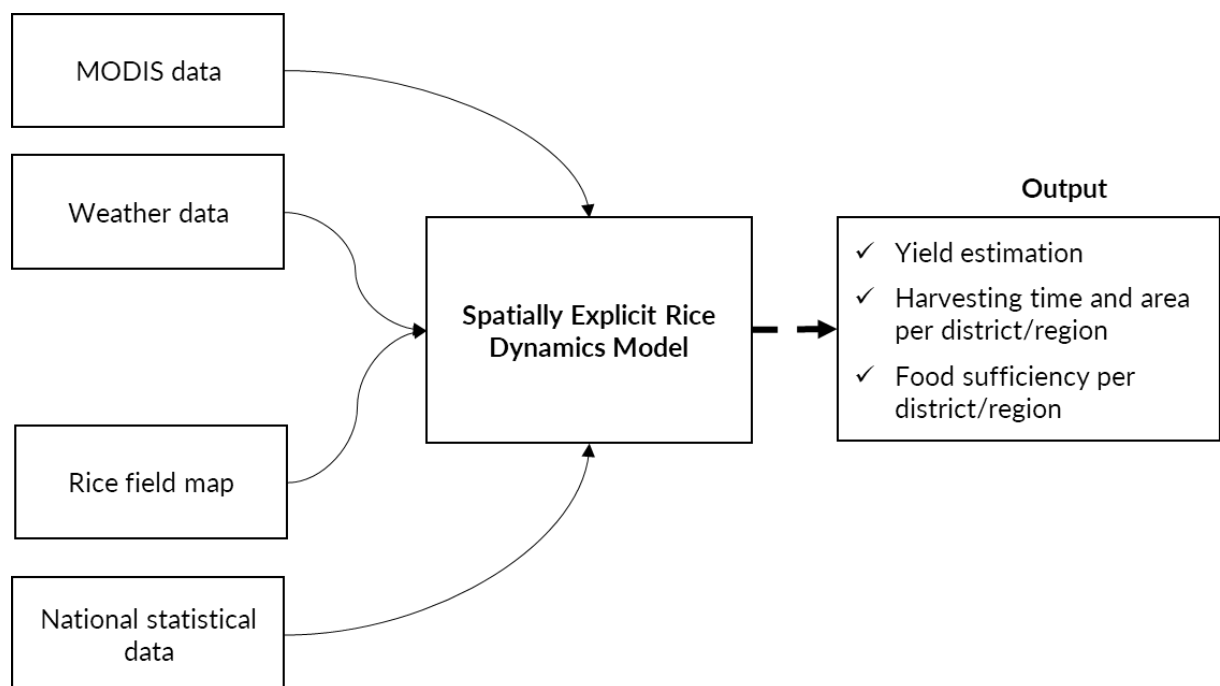 MODIS data
Weather data
Rice field map
National statistical
data
Spatially Explicit Rice
Dynamics Model
Output
✓ Yield estimation
✓ Harvesting time and area
per district/region
✓ Food sufficiency per
district/region